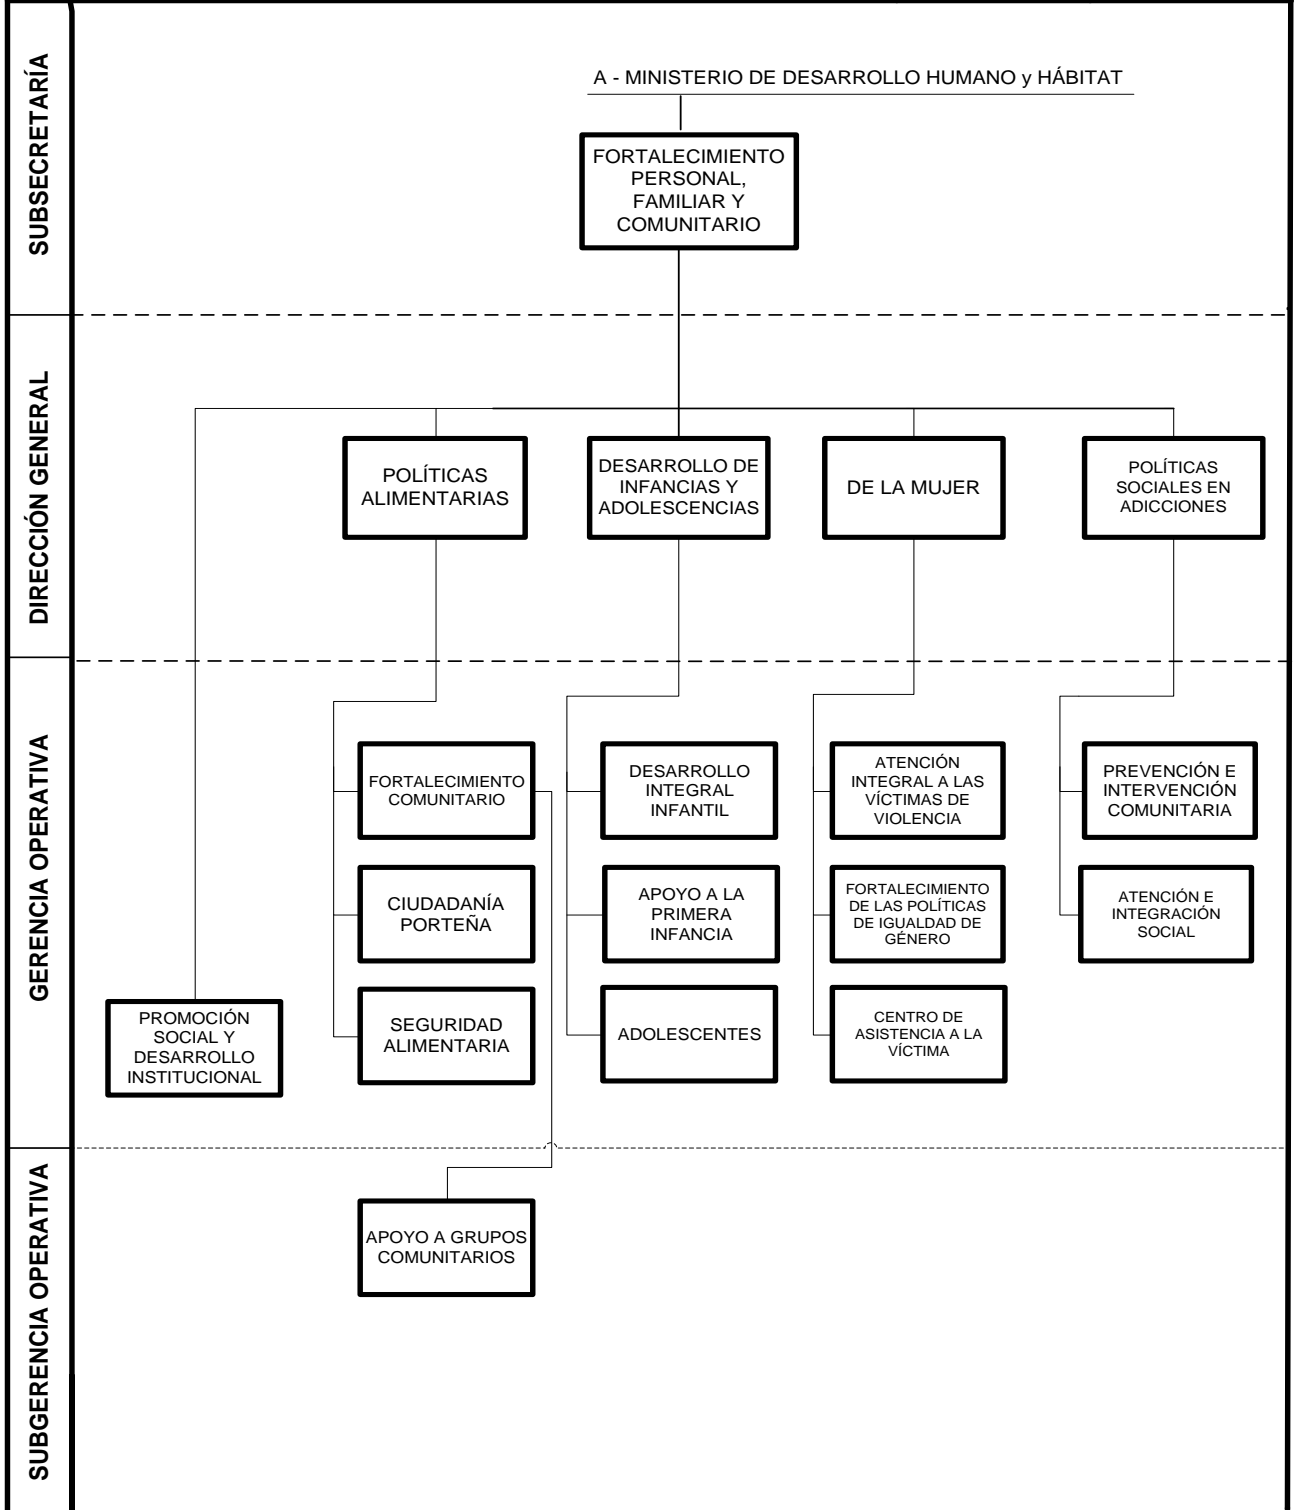 SUBSECRETARÍA
A - MINISTERIO DE DESARROLLO HUMANO y HÁBITAT
FORTALECIMIENTO
PERSONAL,
FAMILIAR Y
COMUNITARIO
DIRECCIÓN GENERAL
POLÍTICAS
ALIMENTARIAS
DESARROLLO DE
INFANCIAS Y
ADOLESCENCIAS
DE LA MUJER
POLÍTICAS
SOCIALES EN
ADICCIONES
GERENCIA OPERATIVA
FORTALECIMIENTO
COMUNITARIO
DESARROLLO
INTEGRAL
INFANTIL
ATENCIÓN
INTEGRAL A LAS
VÍCTIMAS DE
VIOLENCIA
PREVENCIÓN E
INTERVENCIÓN
COMUNITARIA
CIUDADANÍA
PORTEÑA
APOYO A LA
PRIMERA
INFANCIA
FORTALECIMIENTO
DE LAS POLÍTICAS
DE IGUALDAD DE
GÉNERO
ATENCIÓN E
INTEGRACIÓN
SOCIAL
PROMOCIÓN
SOCIAL Y
DESARROLLO
INSTITUCIONAL
SEGURIDAD
ALIMENTARIA
ADOLESCENTES
CENTRO DE
ASISTENCIA A LA
VÍCTIMA
SUBGERENCIA OPERATIVA
APOYO A GRUPOS
COMUNITARIOS